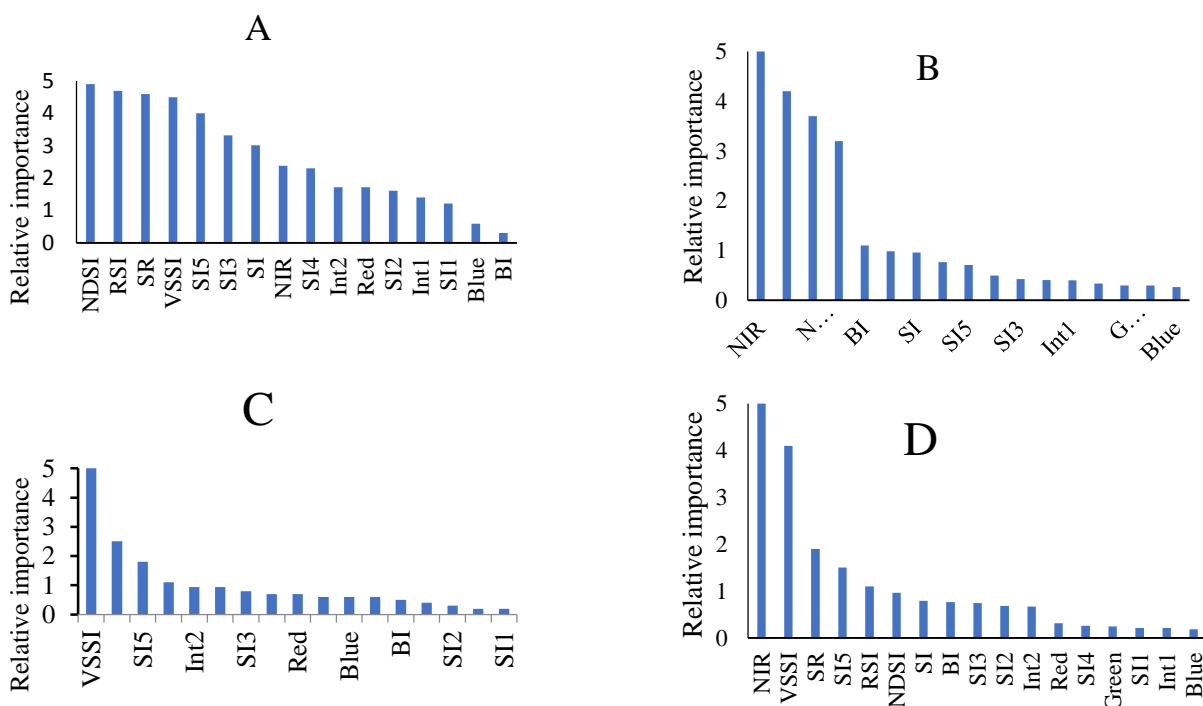 A
Relative importance
5
4
3
2
1
0
NDSI
RSI
SR
VSSI
SI5
SI3
SI
NIR
SI4
Int2
Red
SI2
Int1
SI1
Blue
BI
B
Relative importance
5
4
3
2
1
0
NIR
N…
BI
SI
SI5
SI3
Int1
G…
Blue
C
Relative importance
5
4
3
2
1
0
VSSI
SI5
Int2
SI3
Red
Blue
BI
SI2
SI1
D
Relative importance
5
4
3
2
1
0
NIR
VSSI
SR
SI5
RSI
NDSI
SI
BI
SI3
SI2
Int2
Red
SI4
Green
SI1
Int1
Blue